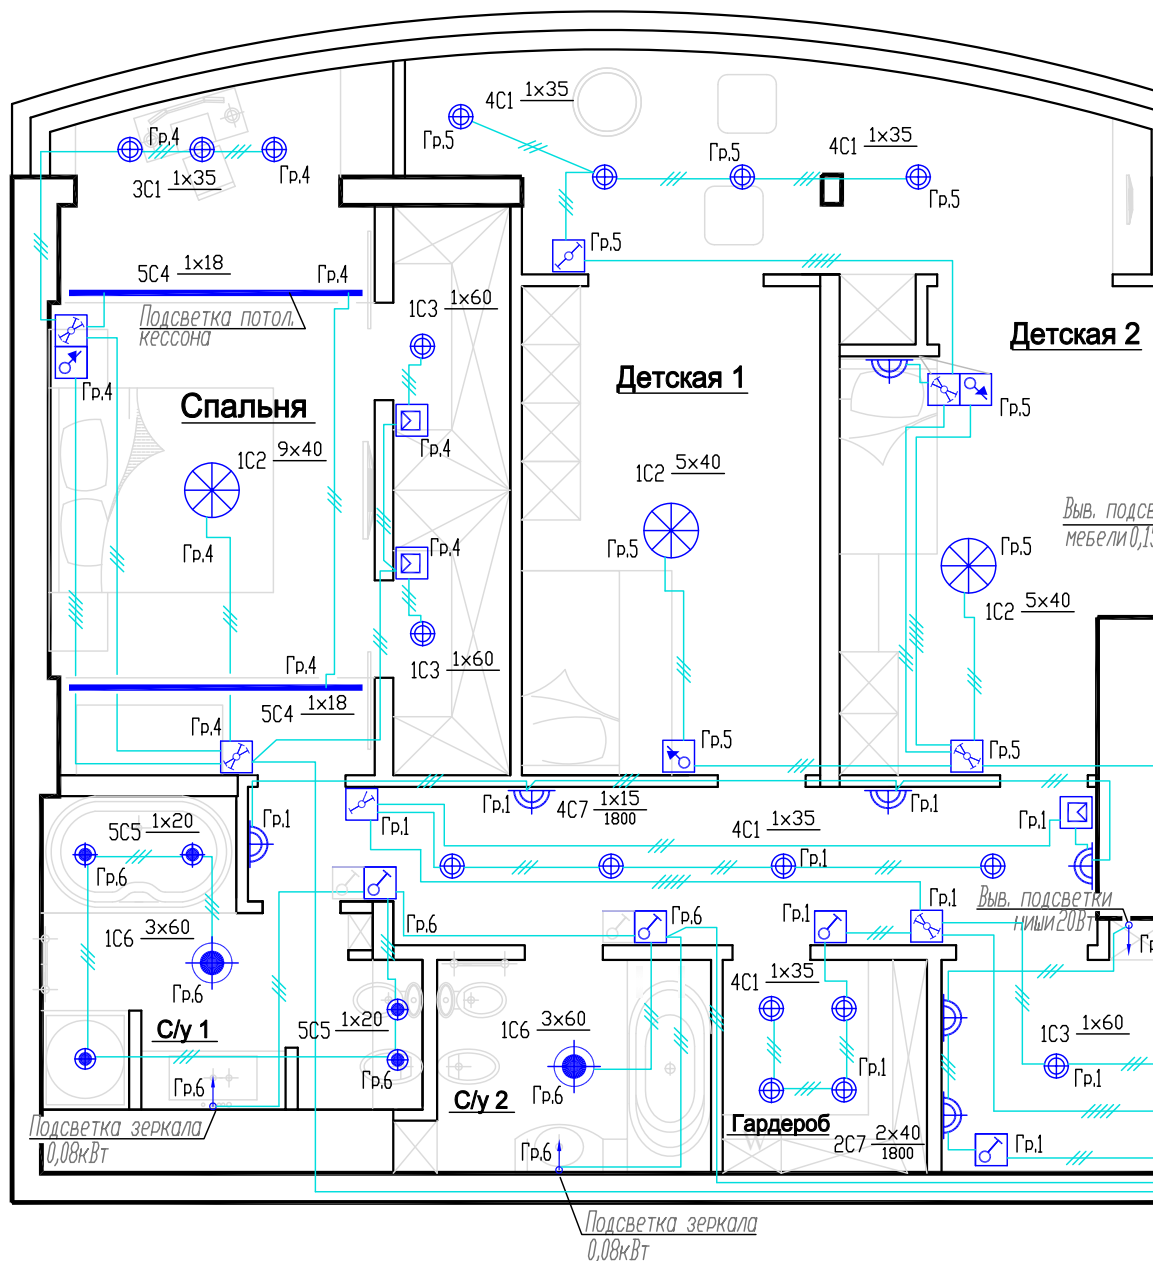 4С1 1х35
Гр.4
Гр.5
Гр.5
4С1 1х35
3С1 1х35
Гр.4
Гр.5
Гр.5
5С4 1х18
Гр.4
Подсветка потол.
кессона
1С3 1х60
Детская 2
Детская 1
Гр.4
Спальня
Гр.5
1С2 9х40
Гр.4
1С2 5х40
Выв. подсв
мебели 0,1
Гр.4
Гр.4
Гр.5
Гр.5
1С2 5х40
Гр.4
1С3 1х60
5С4 1х18
Гр.4
Гр.5
Гр.5
Гр.1
4С7 1х15
1800
Гр.1
5С5 1х20
Гр.1
Гр.1
4С1 1х35
Гр.1
Гр.6
Гр.1
Выв. подсветки
ниши 20Вт
1С6 3х60
Гр.6
Гр.6
Гр.1
Гр
Гр.6
4С1 1х35
С/у 1
5С5 1х20
1С6 3х60
1С3 1х60
Гр.6
Гр.6
Гр.6
Гр.1
Гр.1
С/у 2
Подсветка зеркала
0,08кВт
Гардероб
Гр.6
2С7 2х40
1800
Гр.1
Подсветка зеркала
0,08кВт